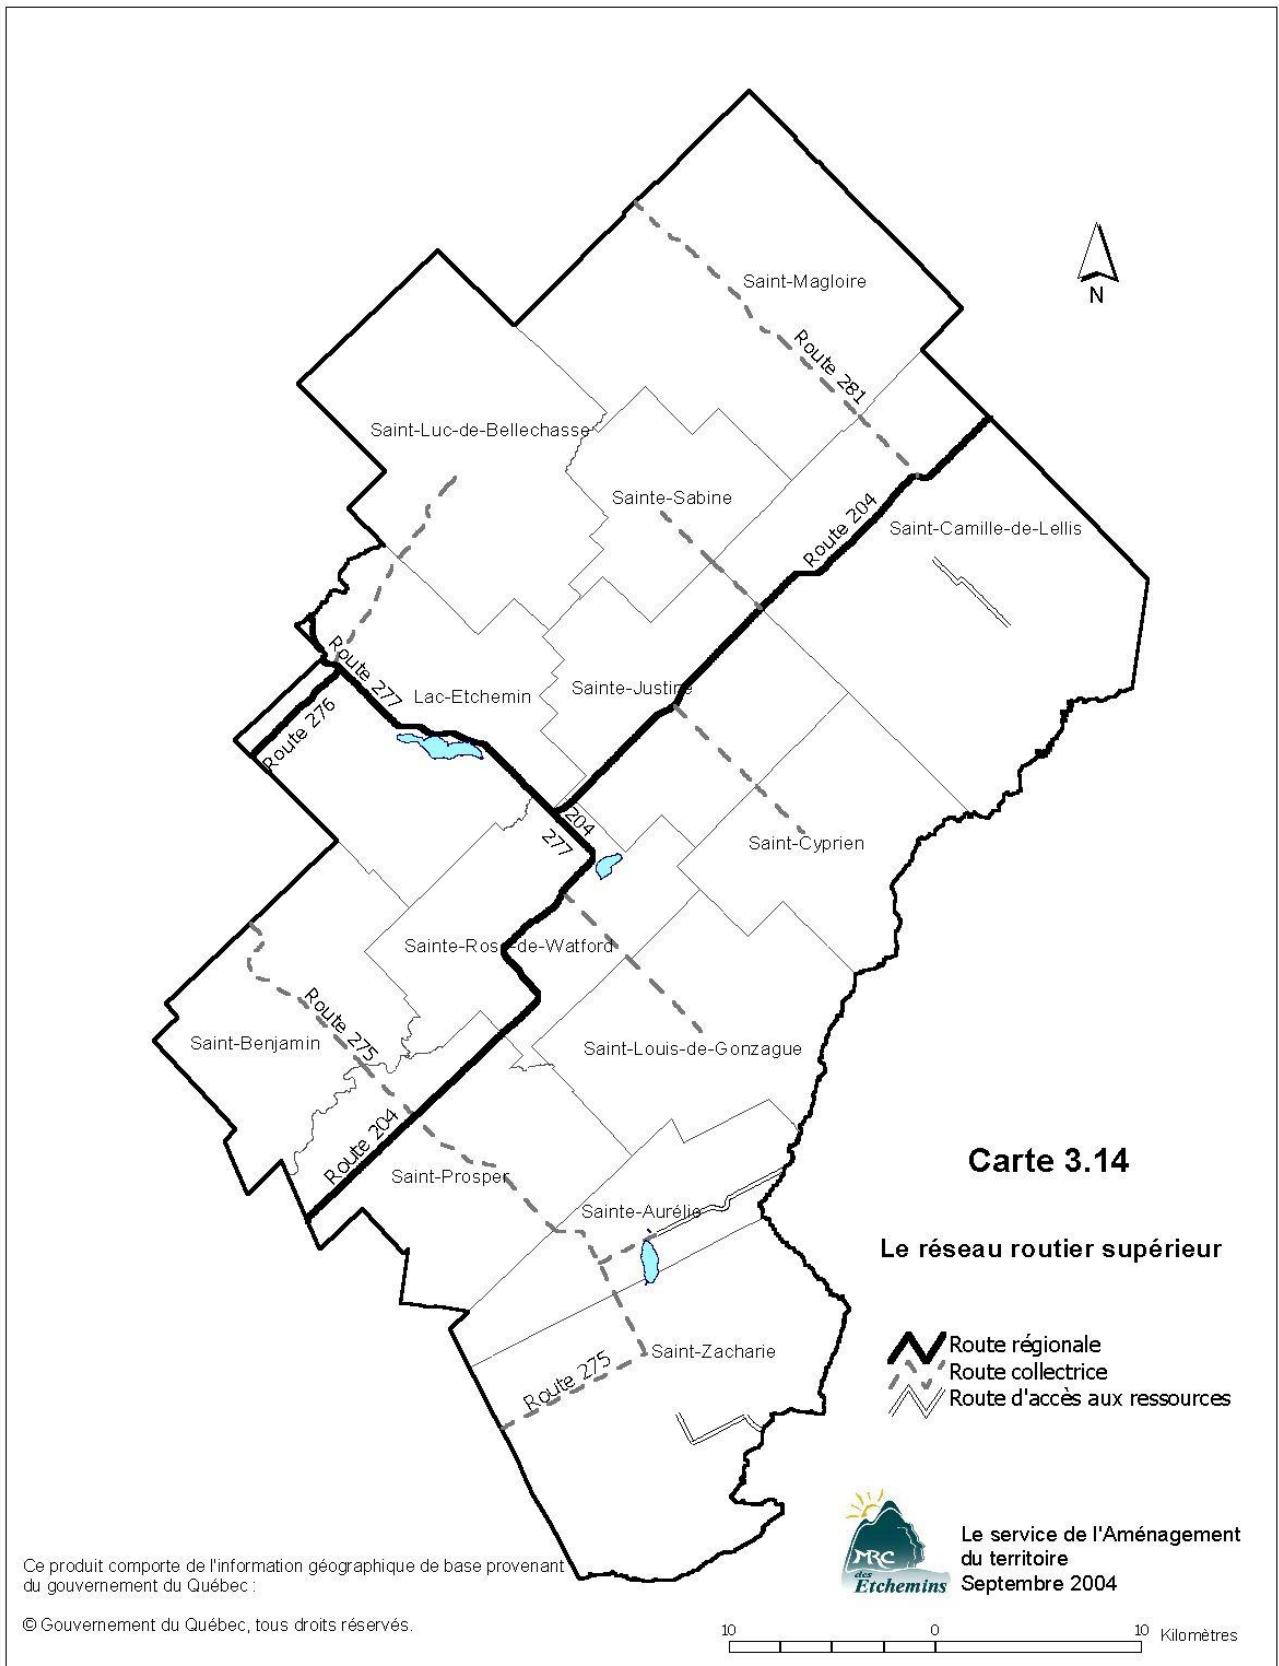 Saint-Magloire
N
Route 281
Saint-Luc-de-Bellechasse
Sainte-Sabine
Route 204
Saint-Camille-de-Lellis
Route 277
Lac-Etchemin
Sainte-Justine
Route 276
204
277
Saint-Cyprien
Sainte-Rose-de-Watford
Route 275
Saint-Benjamin
Saint-Louis-de-Gonzague
Route 204
Saint-Prosper
Carte 3.14
Sainte-Aurélie
Le réseau routier supérieur
Route régionale
Saint-Zacharie
Route collectrice
Route 275
Route d'accès aux ressources
MRC
des
Etchemins
Le service de l'Aménagement
du territoire
Septembre 2004
Ce produit comporte de l'information géographique de base provenant
du gouvernement du Québec :
© Gouvernement du Québec, tous droits réservés.
10 0 10 Kilomètres